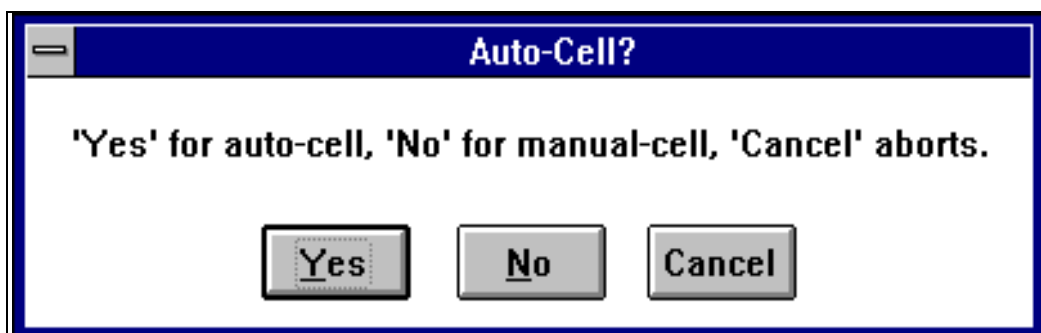 Auto-Cell?
'Yes' for auto-cell, 'No' for manual-cell, 'Cancel' aborts.
Yes No Cancel